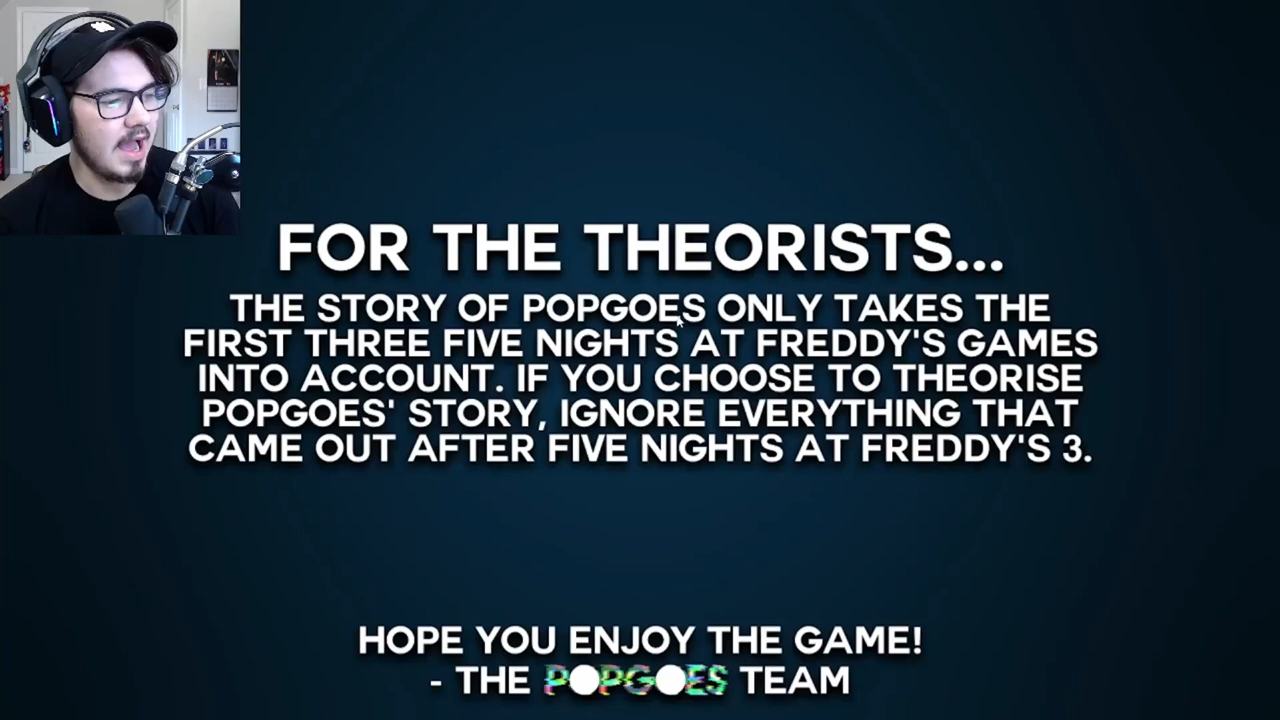 FOR THE THEORISTS...
THE STORY OF POPGOES ONLY TAKES THE
FIRST THREE FIVE NIGHTS AT FREDDY'S GAMES
INTO ACCOUNT. IF YOU CHOOSE TO THEORISE
POPGOES' STORY, IGNORE EVERYTHING THAT
CAME OUT AFTER FIVE NIGHTS AT FREDDY'S 3.
HOPE YOU ENJOY THE GAME!
- THE POPGOES TEAM